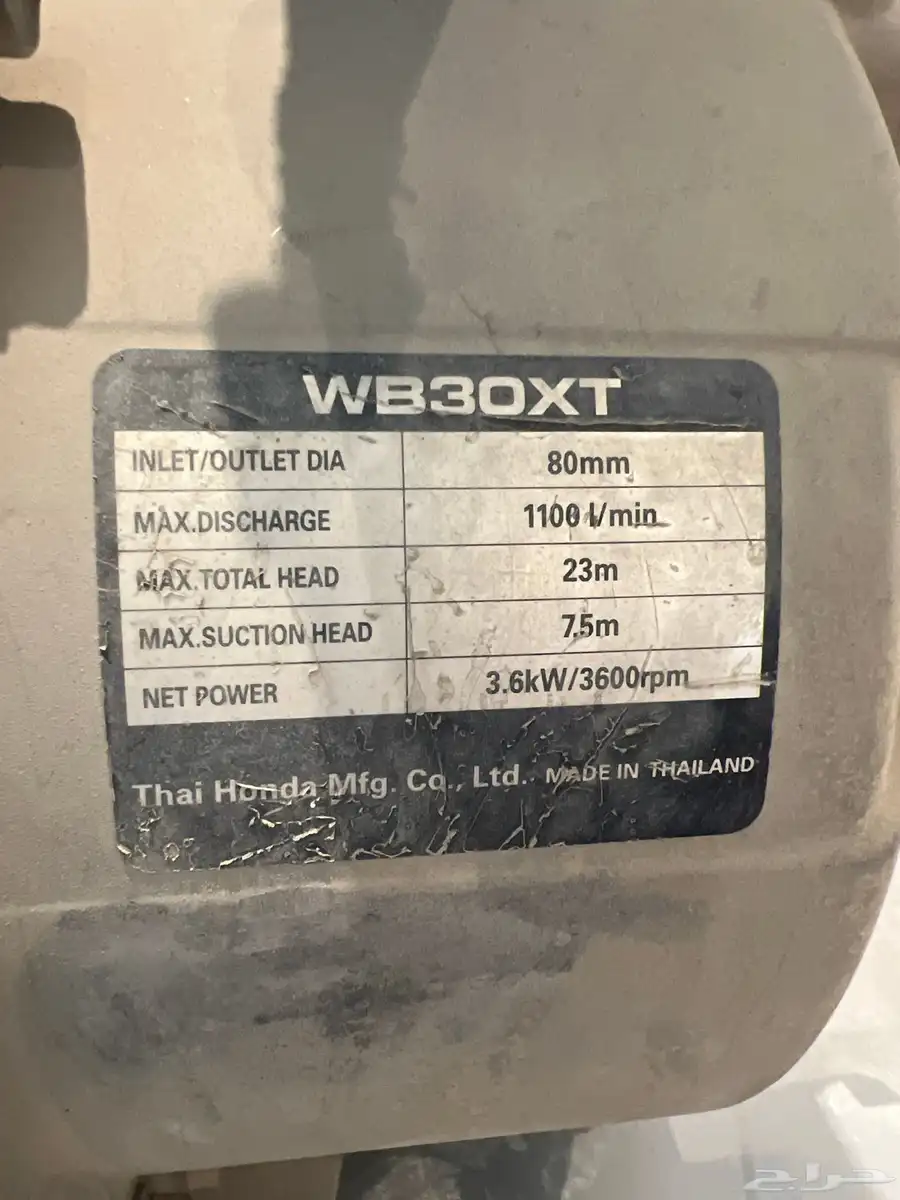 WB30XT
INLET/OUTLET DIA 80mm
MAX.DISCHARGE 1100 l/min
MAX.TOTAL HEAD 23m
MAX.SUCTION HEAD 7.5m
NET POWER 3.6kW/3600rpm
Thai Honda Mfg. Co., Ltd. MADE IN THAILAND
حراج